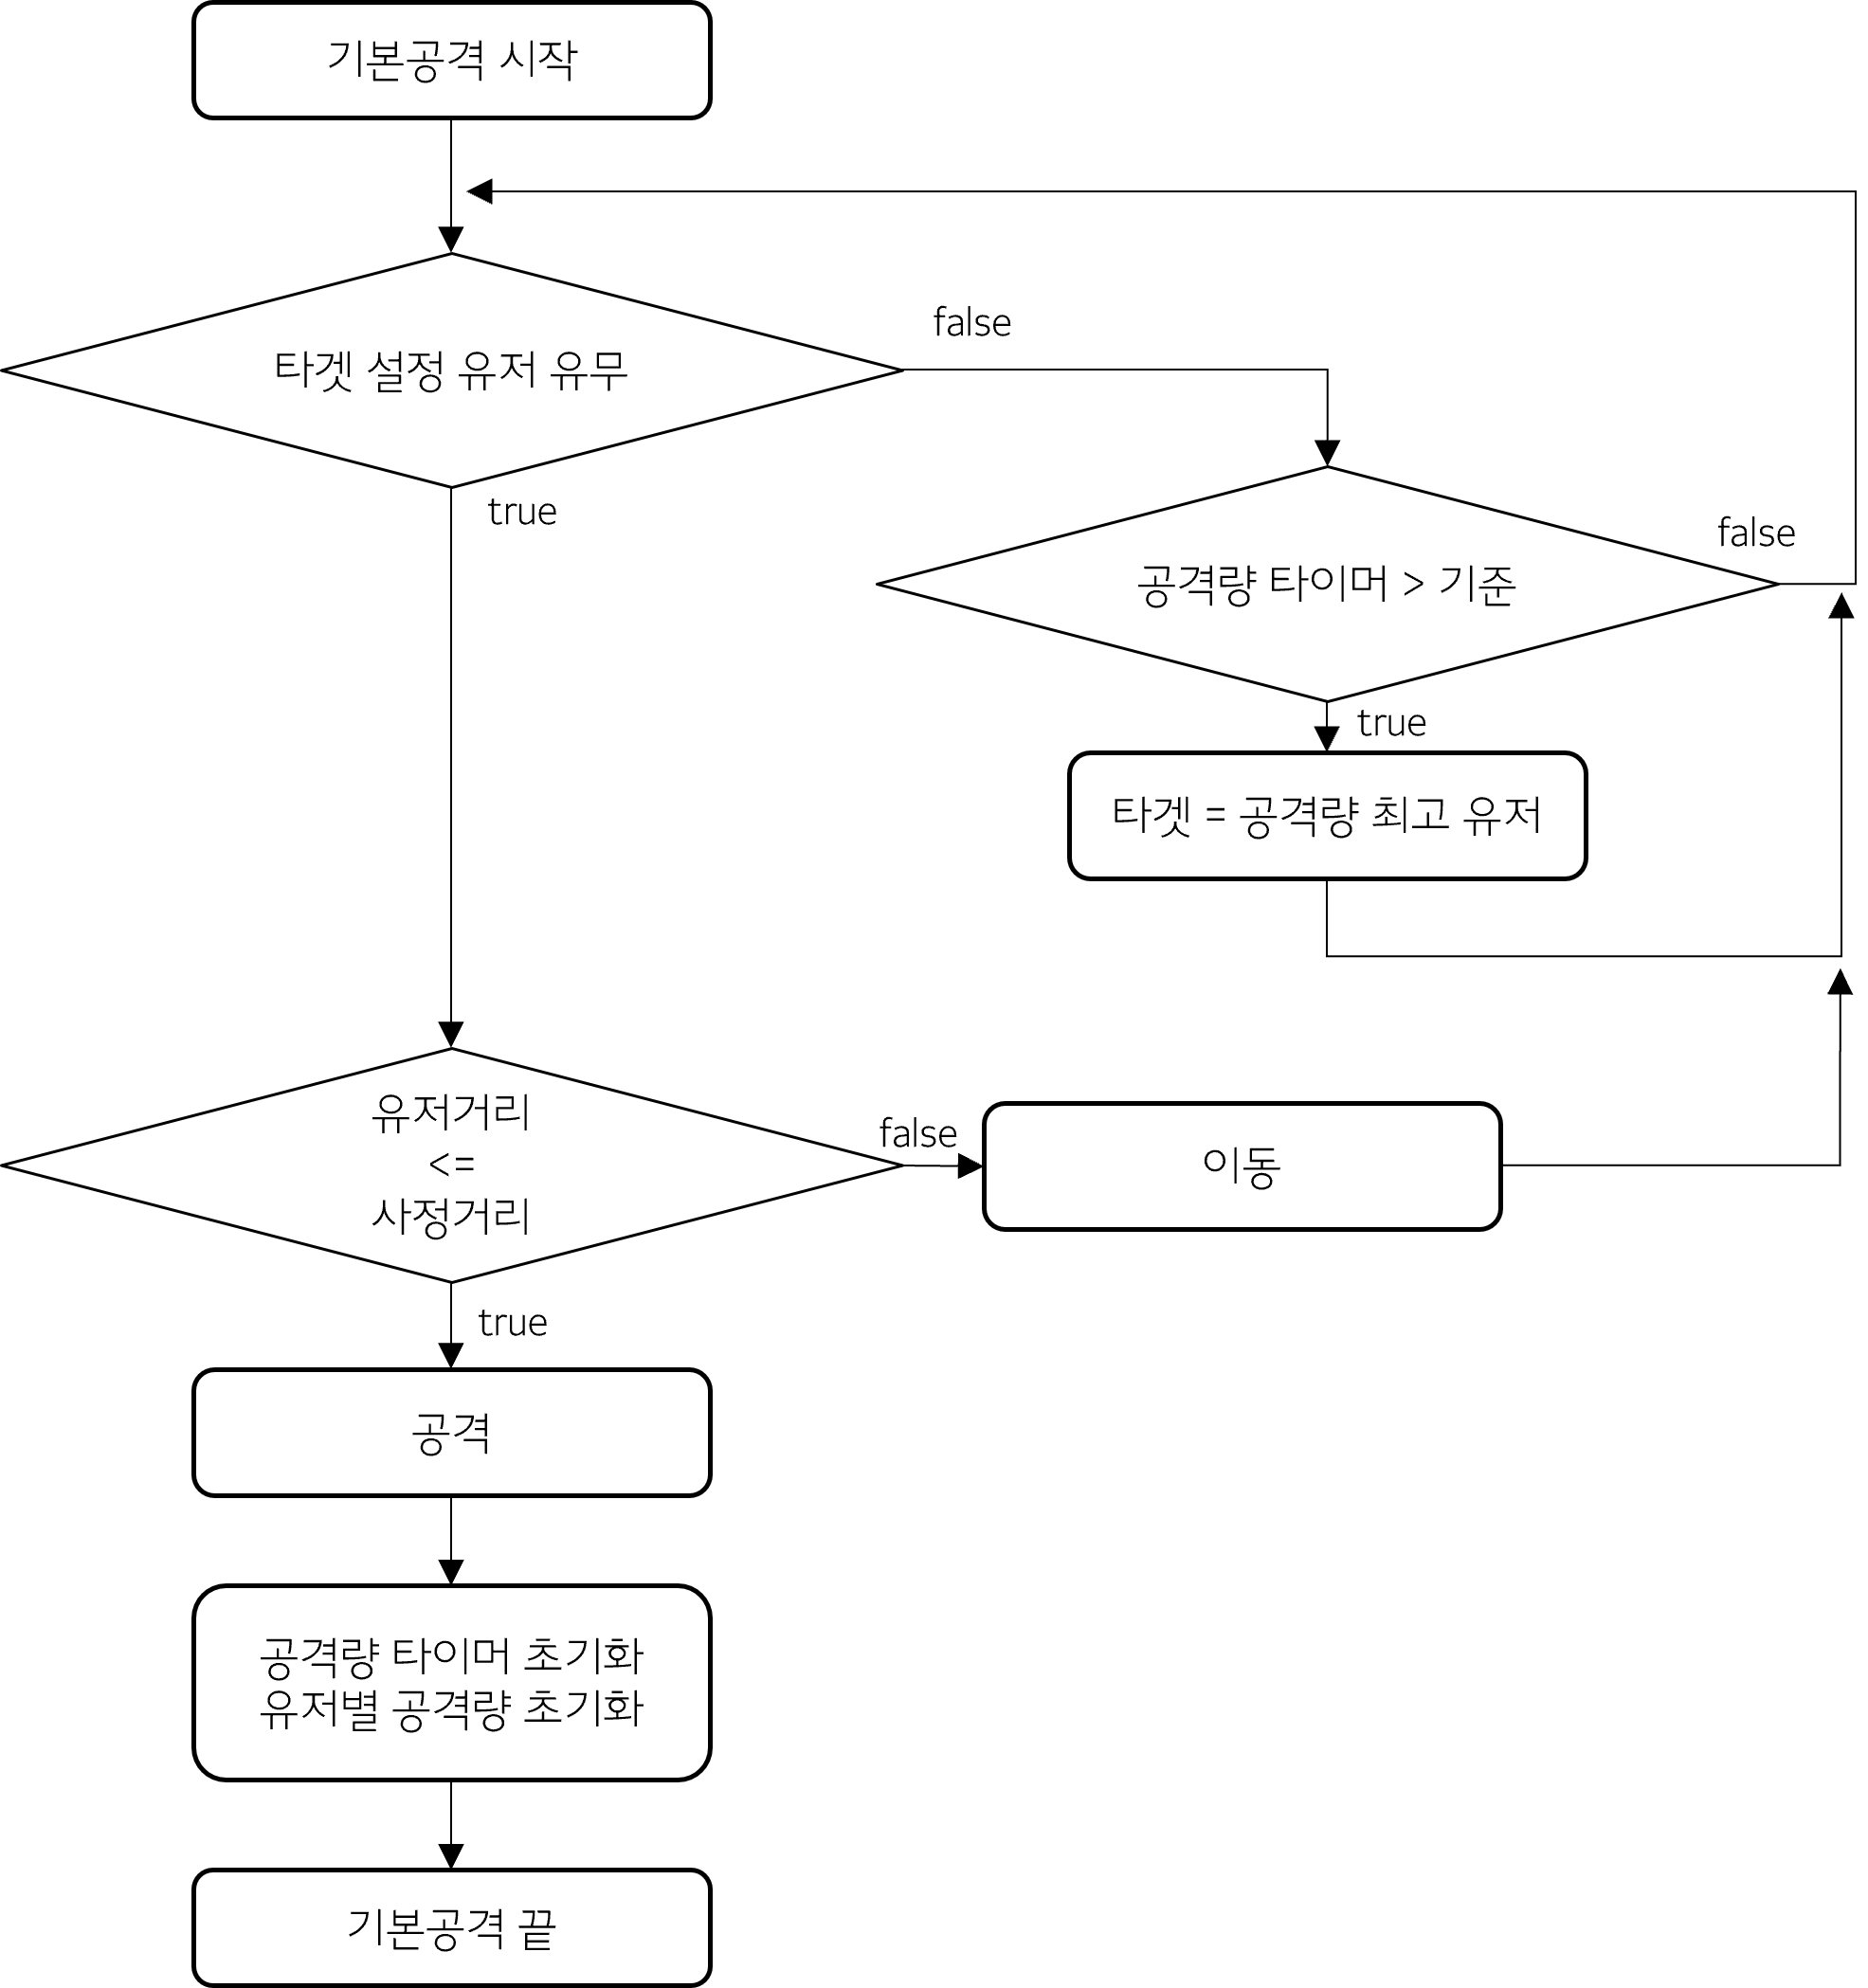 기본공격 시작
false
타겟 설정 유저 유무
true
false
공격량 타이머 > 기준
true
타겟 = 공격량 최고 유저
유저거리
<=
사정거리
false
이동
true
공격
공격량 타이머 초기화
유저별 공격량 초기화
기본공격 끝